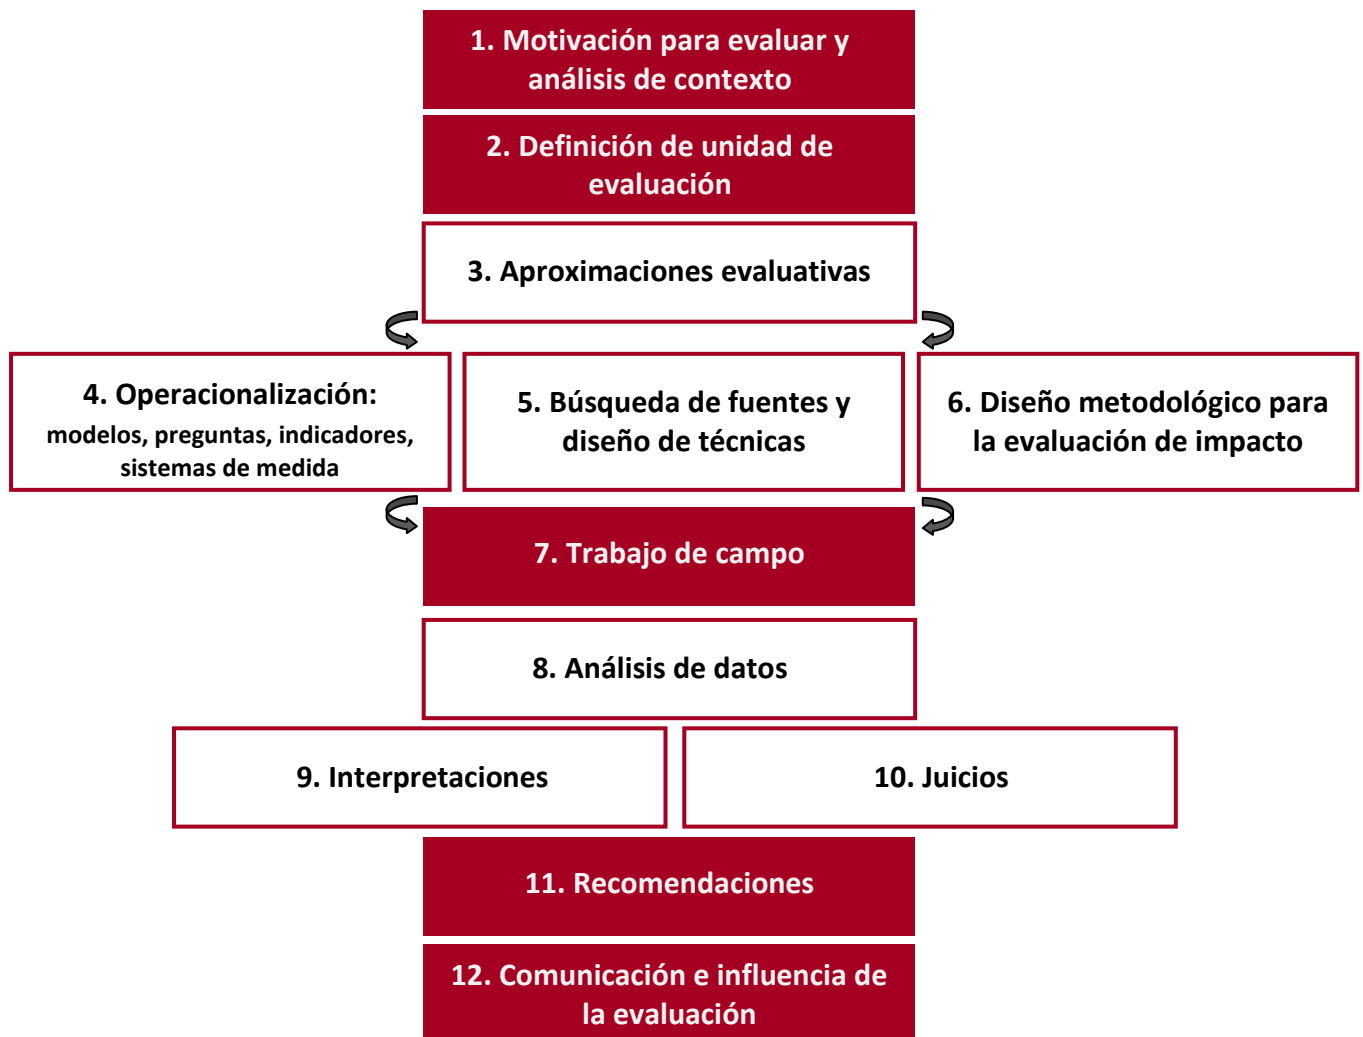 1. Motivación para evaluar y
análisis de contexto
2. Definición de unidad de
evaluación
3. Aproximaciones evaluativas
4. Operacionalización:
modelos, preguntas, indicadores,
sistemas de medida
5. Búsqueda de fuentes y
diseño de técnicas
6. Diseño metodológico para
la evaluación de impacto
7. Trabajo de campo
8. Análisis de datos
9. Interpretaciones
10. Juicios
11. Recomendaciones
12. Comunicación e influencia de
la evaluación